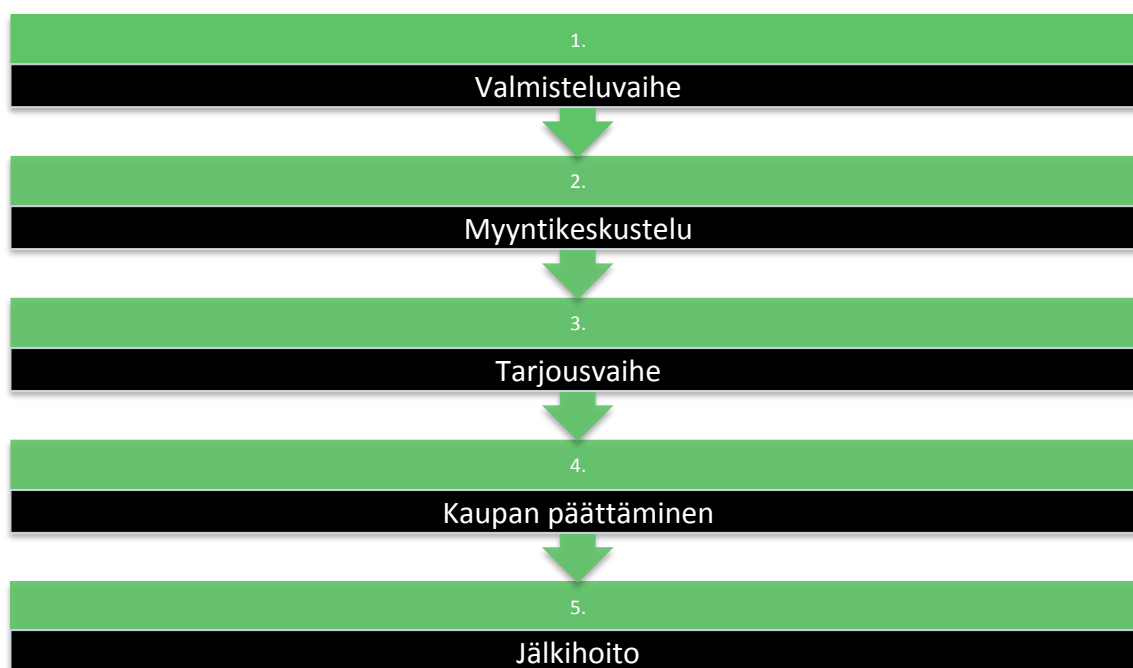 1.
Valmisteluvaihe
2.
Myyntikeskustelu
3.
Tarjousvaihe
4.
Kaupan päättäminen
5.
Jälkihoito